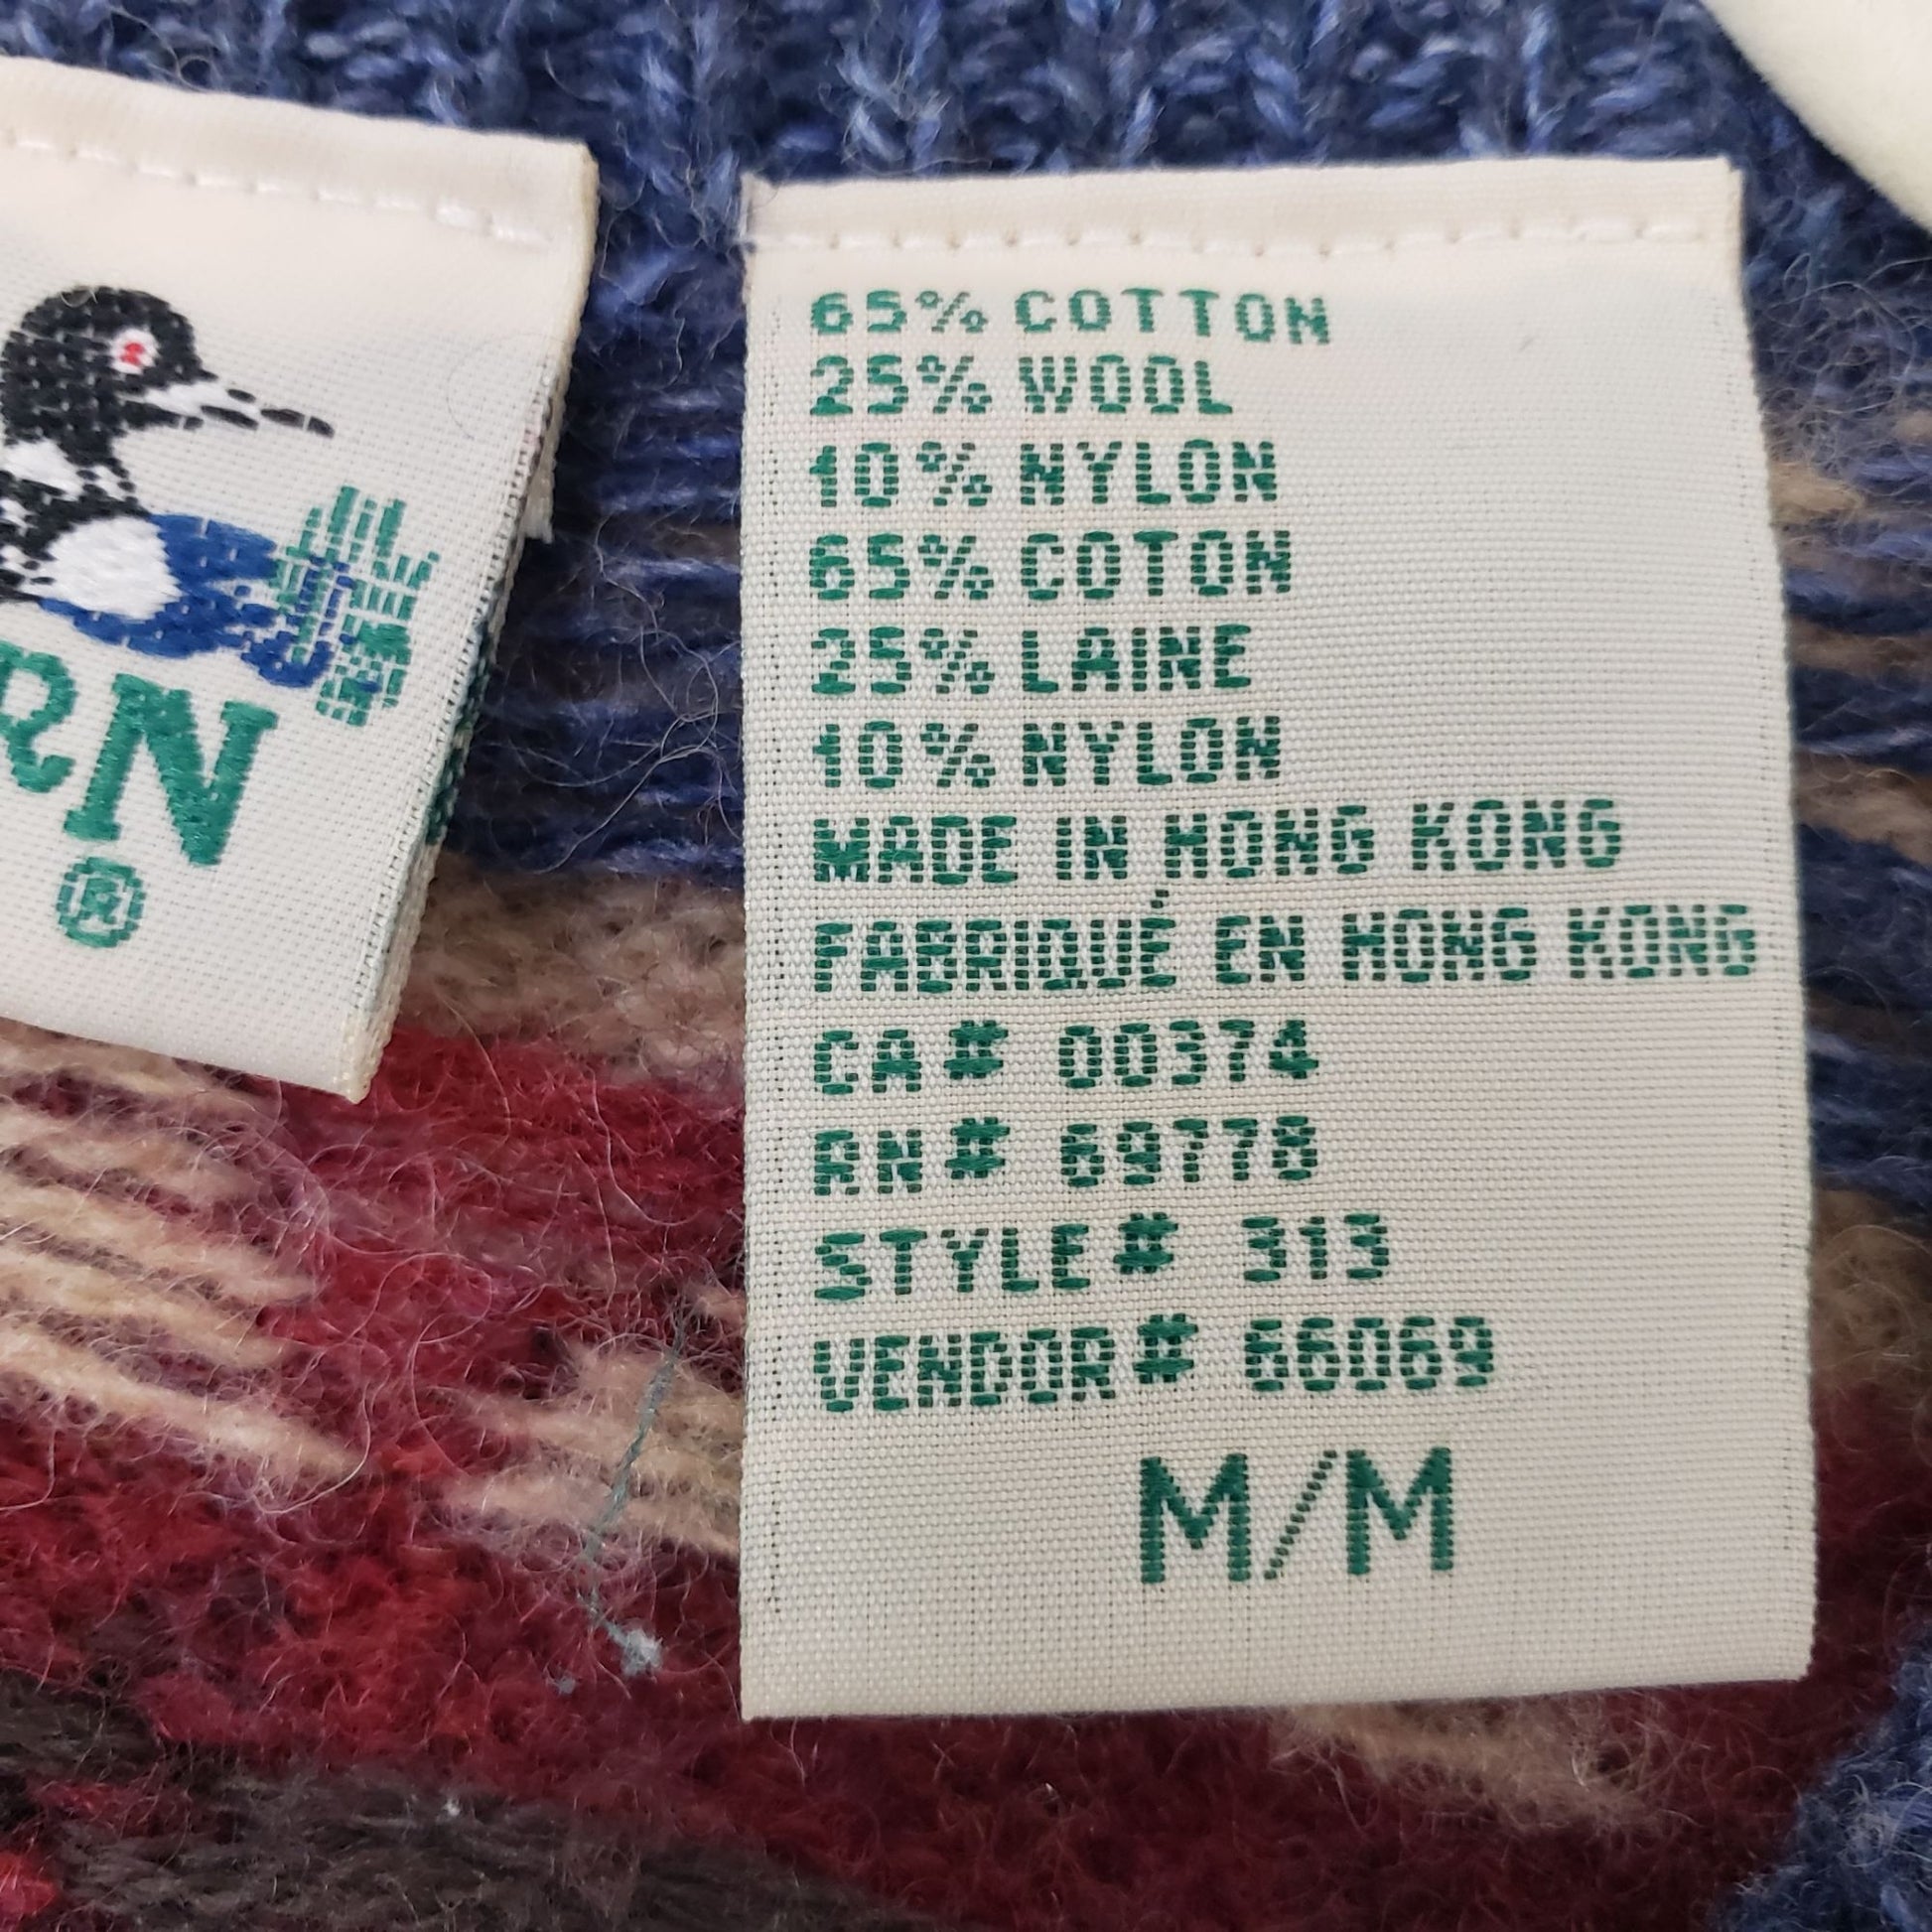 65% COTTON
25% WOOL
10% NYLON
65% COTON
25% LAINE
10% NYLON
MADE IN HONG KONG
FABRIQUÉ EN HONG KONG
CA# 00374
RN# 69778
STYLE# 313
VENDOR# 66069
M/M
®